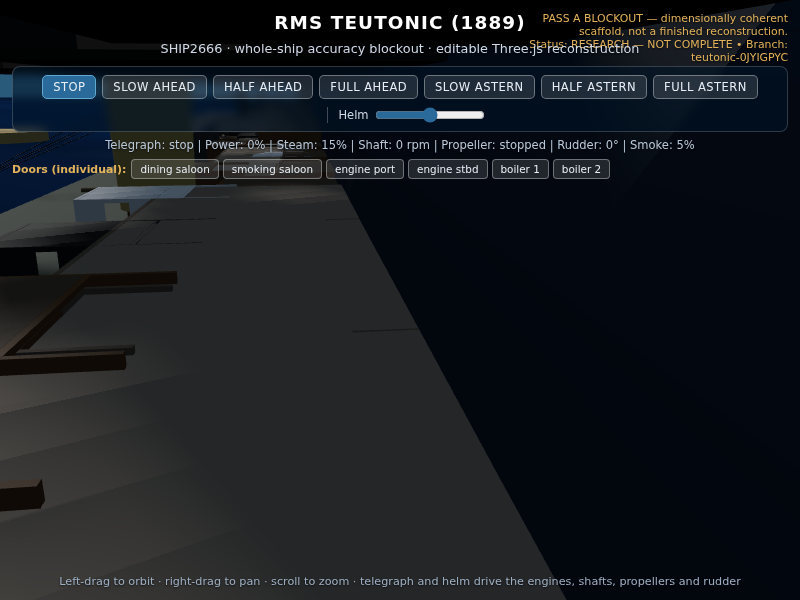 RMS TEUTONIC (1889)
PASS A BLOCKOUT — dimensionally coherent
scaffold, not a finished reconstruction.
Status: RESEARCH — NOT COMPLETE • Branch:
teutonic-0JYIGPYC
SHIP2666 · whole-ship accuracy blockout · editable Three.js reconstruction
STOP SLOW AHEAD HALF AHEAD FULL AHEAD SLOW ASTERN HALF ASTERN FULL ASTERN
Helm
Telegraph: stop | Power: 0% | Steam: 15% | Shaft: 0 rpm | Propeller: stopped | Rudder: 0° | Smoke: 5%
Doors (individual): dining saloon smoking saloon engine port engine stbd boiler 1 boiler 2
Left-drag to orbit · right-drag to pan · scroll to zoom · telegraph and helm drive the engines, shafts, propellers and rudder